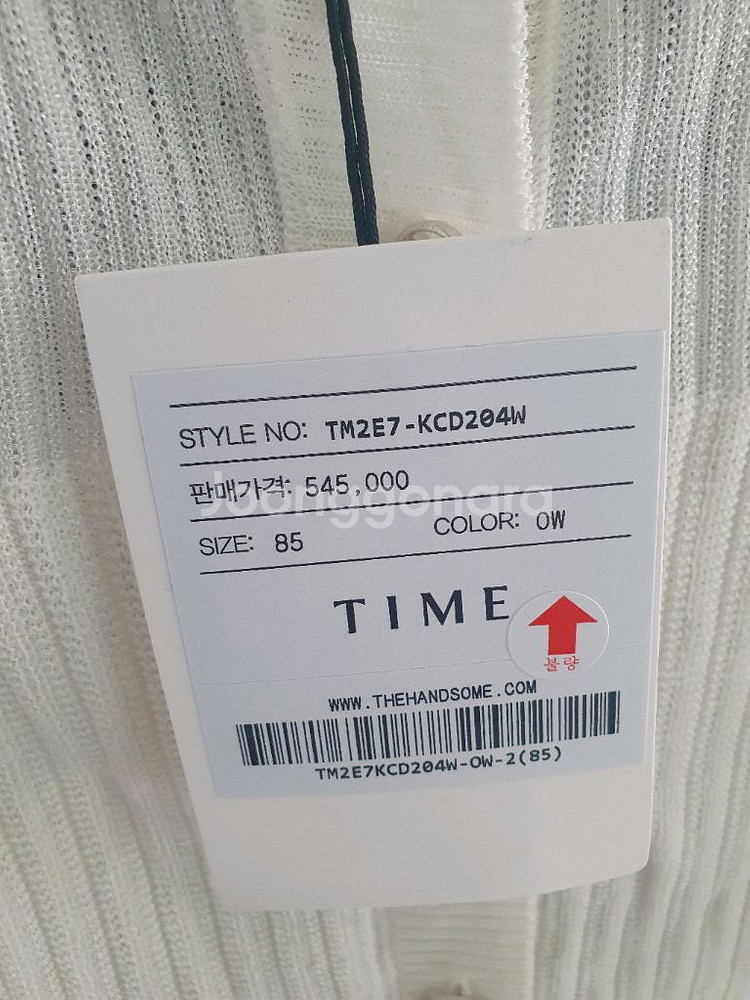 STYLE NO: TM2E7-KCD204W
판매가격: 545,000
Joonggonara
SIZE: 85 COLOR: OW
TIME
불량
WWW.THEHANDSOME.COM
TM2E7KCD204W-OW-2(85)